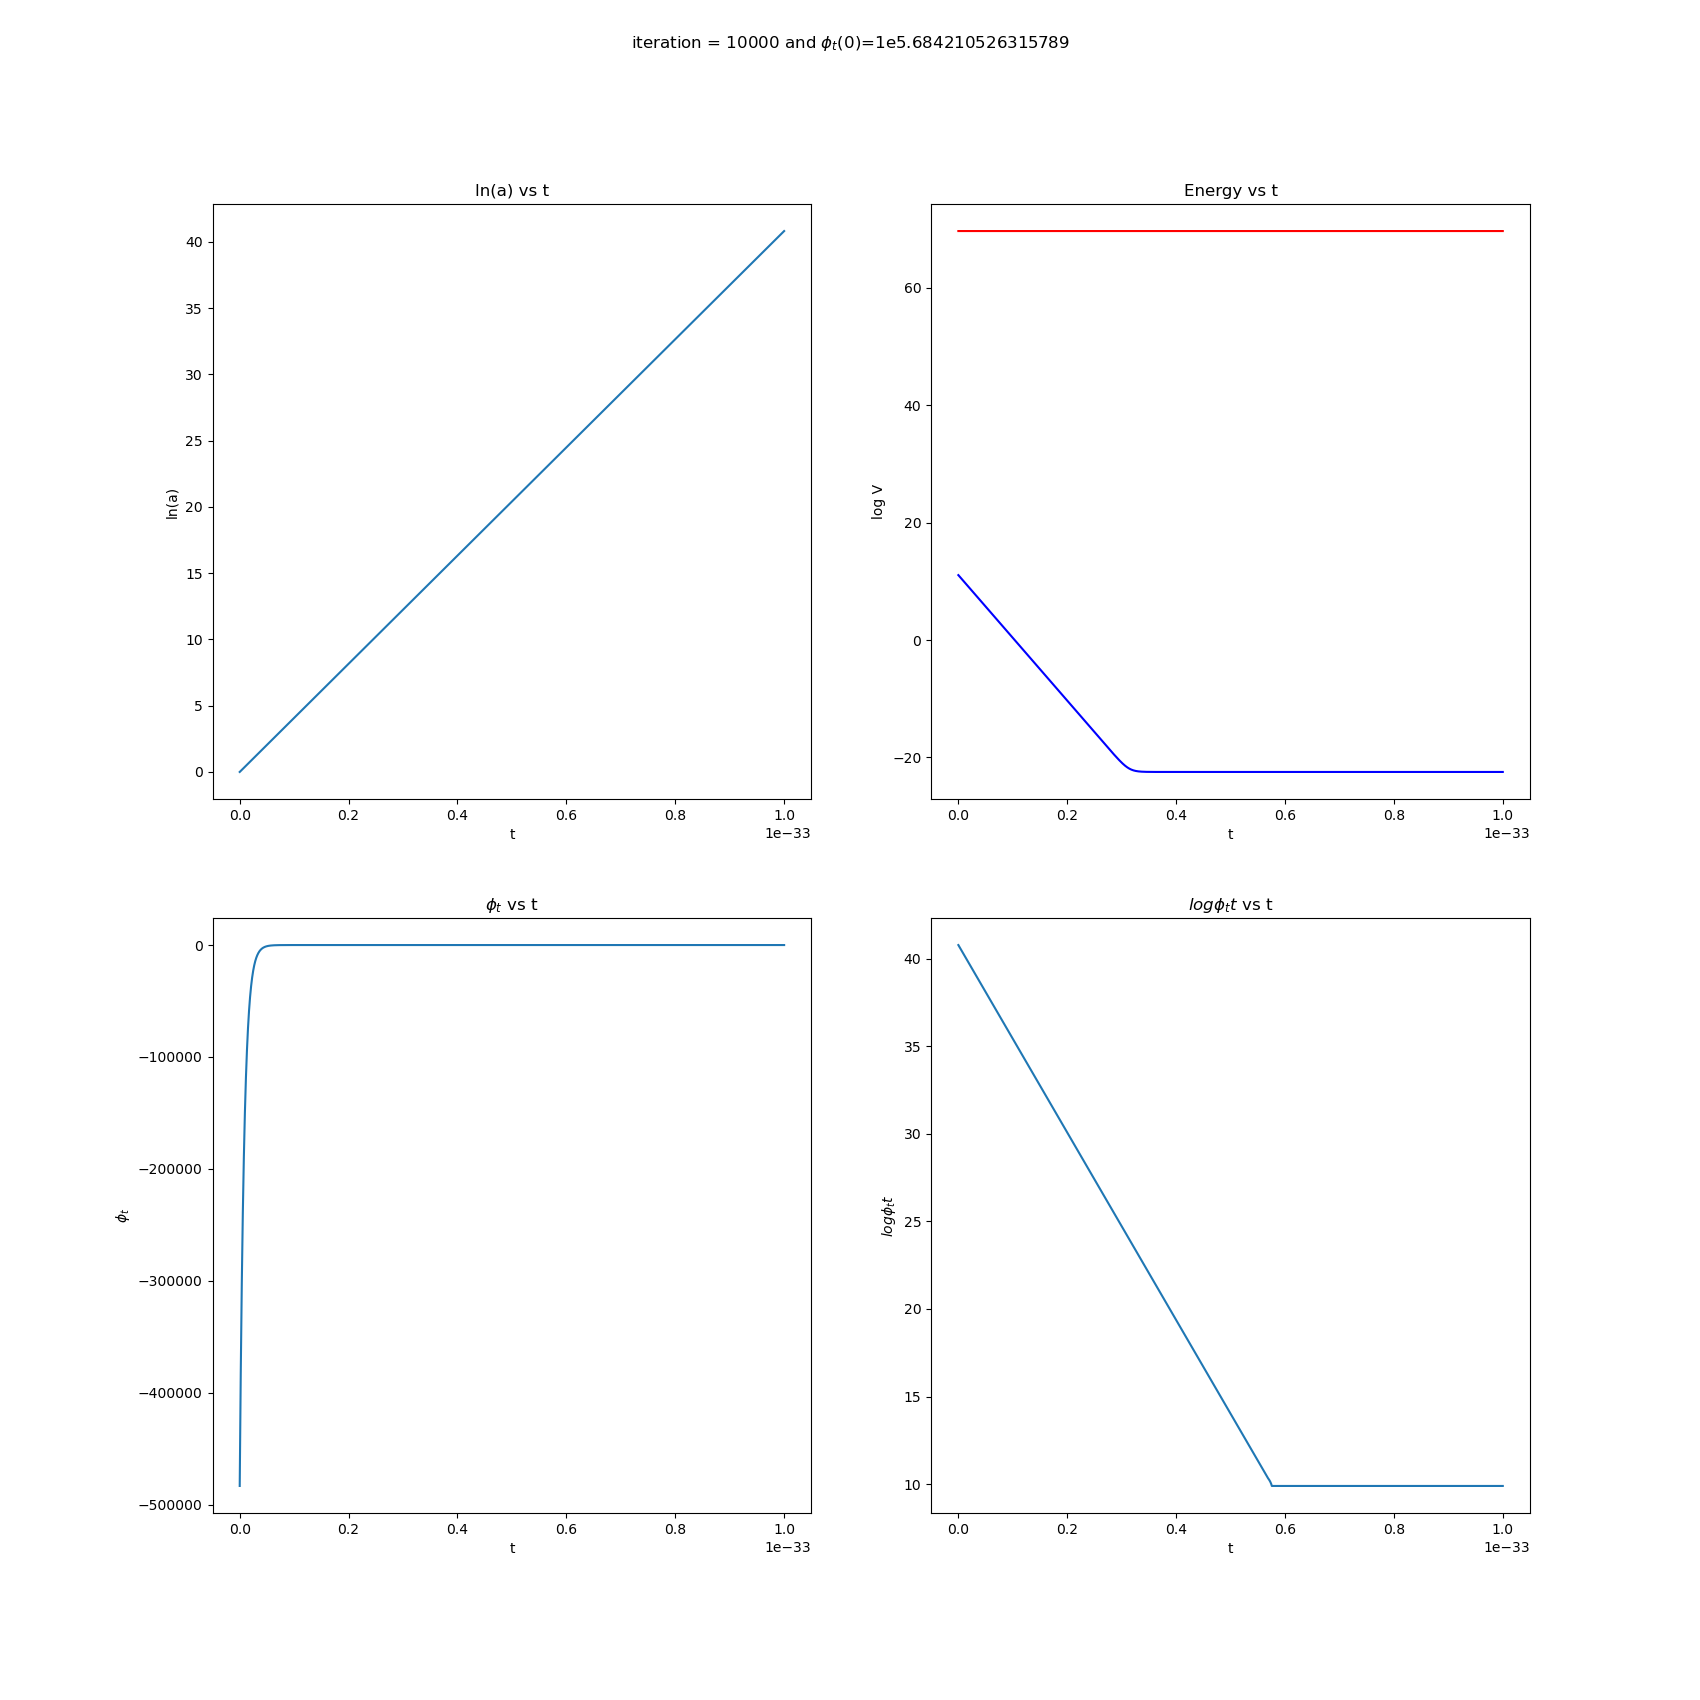 iteration = 10000 and ϕₜ(0)=1e5.684210526315789
ln(a) vs t
ln(a)
40
35
30
25
20
15
10
5
0
0.0 0.2 0.4 0.6 0.8 1.0
t
1e−33
Energy vs t
log V
60
40
20
0
−20
0.0 0.2 0.4 0.6 0.8 1.0
t
1e−33
ϕₜ vs t
ϕₜ
0
−100000
−200000
−300000
−400000
−500000
0.0 0.2 0.4 0.6 0.8 1.0
t
1e−33
logϕₜt vs t
logϕₜt
40
35
30
25
20
15
10
0.0 0.2 0.4 0.6 0.8 1.0
t
1e−33